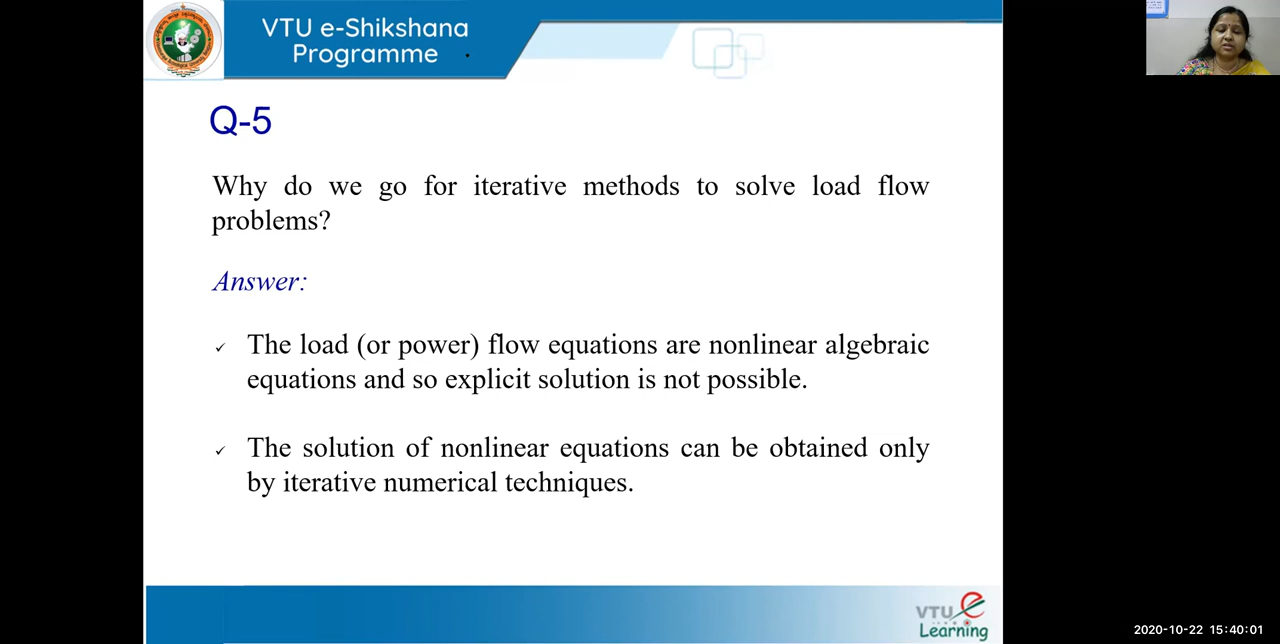 VTU e-Shikshana
Programme
Q-5
Why do we go for iterative methods to solve load flow
problems?
Answer:
✓ The load (or power) flow equations are nonlinear algebraic
equations and so explicit solution is not possible.
✓ The solution of nonlinear equations can be obtained only
by iterative numerical techniques.
VTU e
Learning
2020-10-22 15:40:01